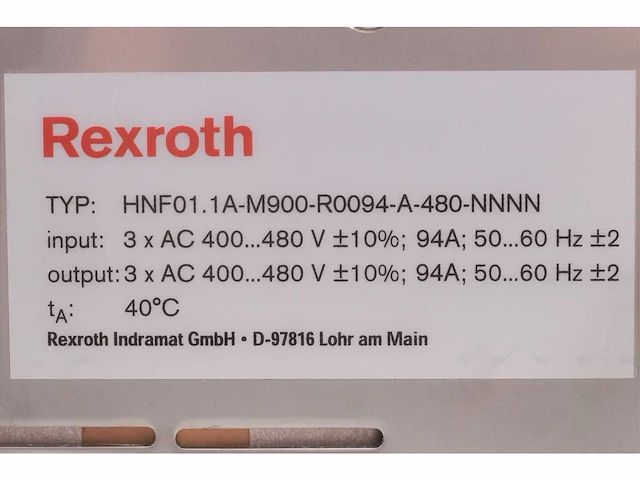 Rexroth
TYP: HNF01.1A-M900-R0094-A-480-NNNN
input: 3 x AC 400...480 V ±10%; 94A; 50...60 Hz ±2
output: 3 x AC 400...480 V ±10%; 94A; 50...60 Hz ±2
tA: 40°C
Rexroth Indramat GmbH • D-97816 Lohr am Main